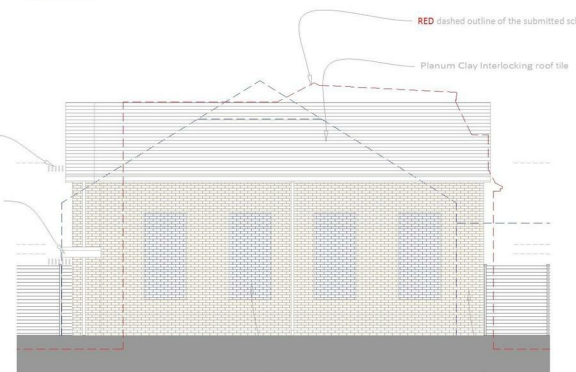 RED dashed outline of the submitted sc
Planum Clay Interlocking roof tile